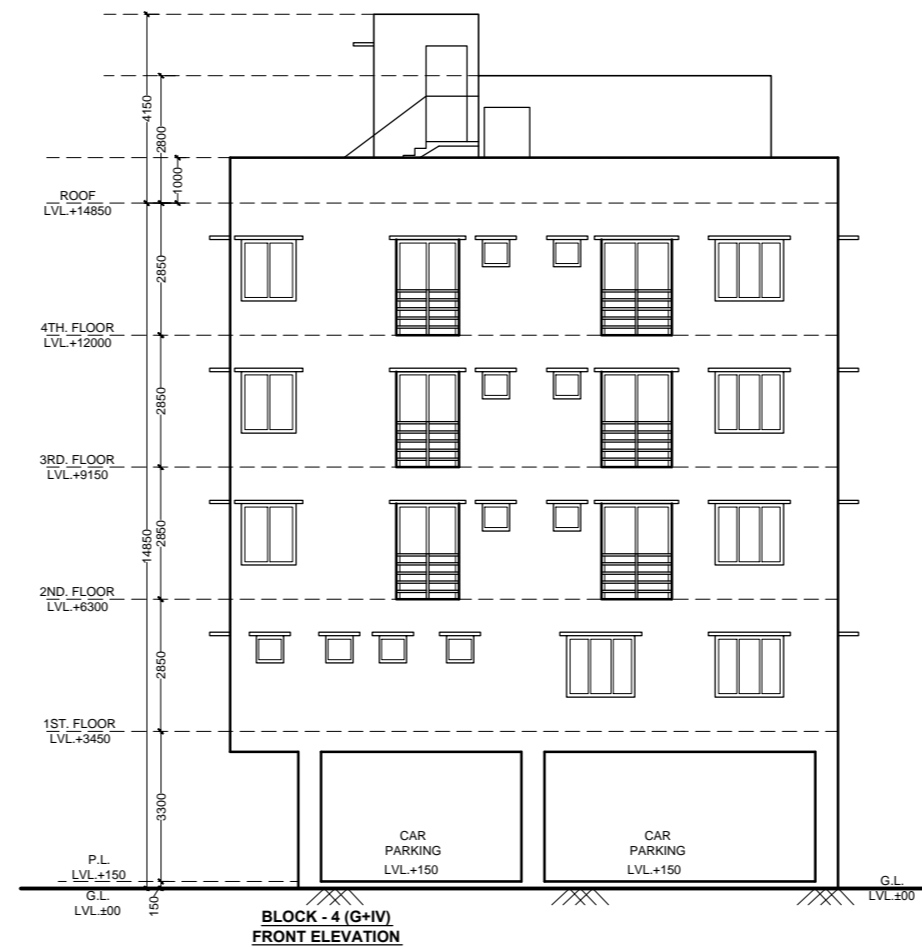 4150
2800
1000
ROOF
LVL.+14850
2850
4TH. FLOOR
LVL.+12000
2850
3RD. FLOOR
LVL.+9150
14850
2850
2ND. FLOOR
LVL.+6300
2850
1ST. FLOOR
LVL.+3450
3300
CAR
PARKING
LVL.+150
CAR
PARKING
LVL.+150
P.L.
LVL.+150
G.L.
LVL.±00
150
G.L.
LVL.±00
BLOCK - 4 (G+IV)
FRONT ELEVATION